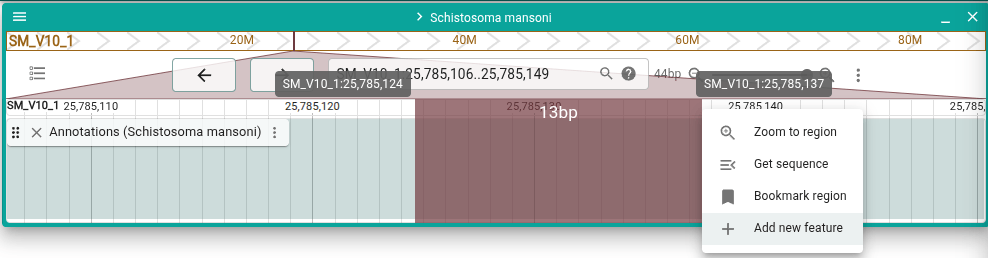 Schistosoma mansoni
SM_V10_1
20M 40M 60M 80M
SM_V10_1:25,785,106..25,785,149 44bp
SM_V10_1:25,785,124 SM_V10_1:25,785,137
SM_V10_1 25,785,110 25,785,120 25,785,130 25,785,140 25,785,
13bp
Annotations (Schistosoma mansoni)
Zoom to region
Get sequence
Bookmark region
Add new feature